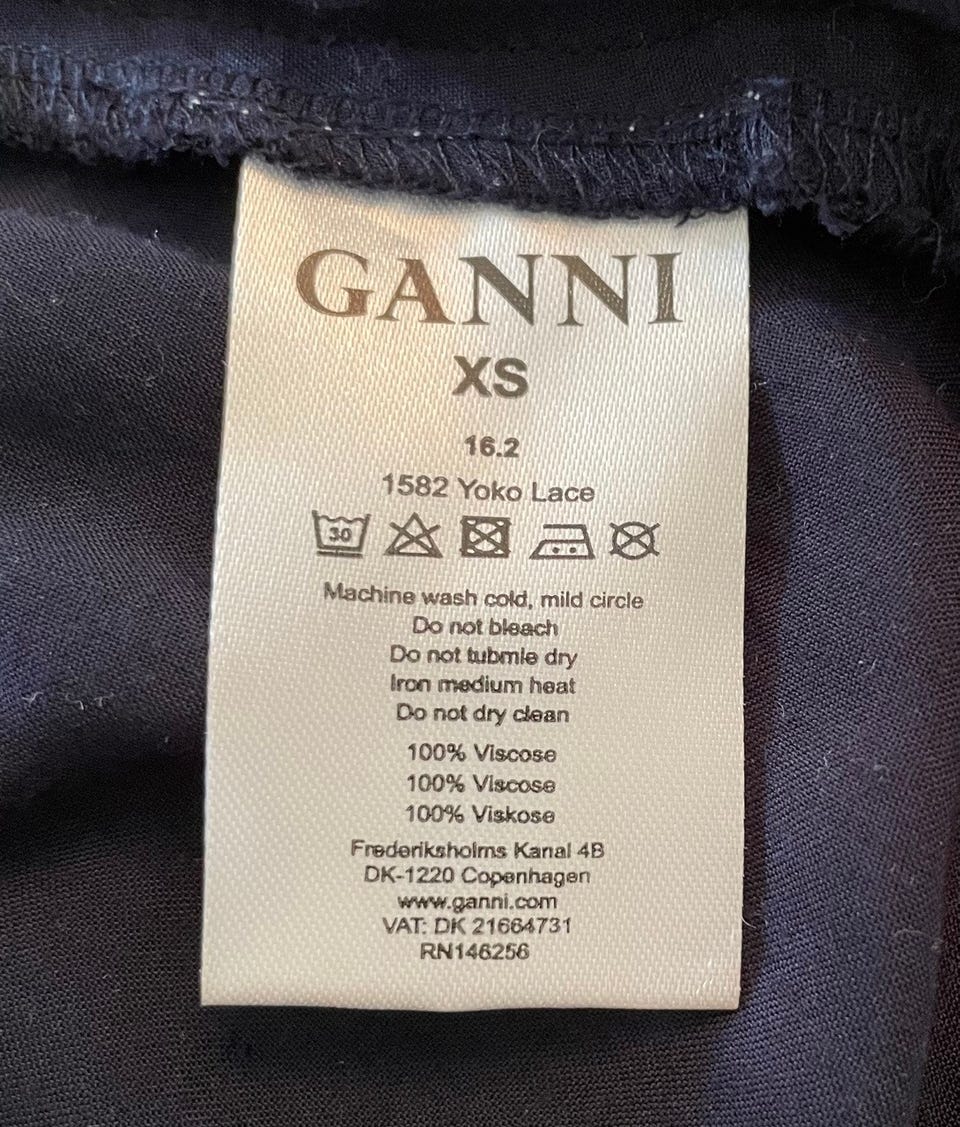 GANNI
XS
16.2
1582 Yoko Lace
30
Machine wash cold, mild circle
Do not bleach
Do not tubmle dry
Iron medium heat
Do not dry clean
100% Viscose
100% Viscose
100% Viskose
Frederiksholms Kanal 4B
DK-1220 Copenhagen
www.ganni.com
VAT: DK 21664731
RN146256